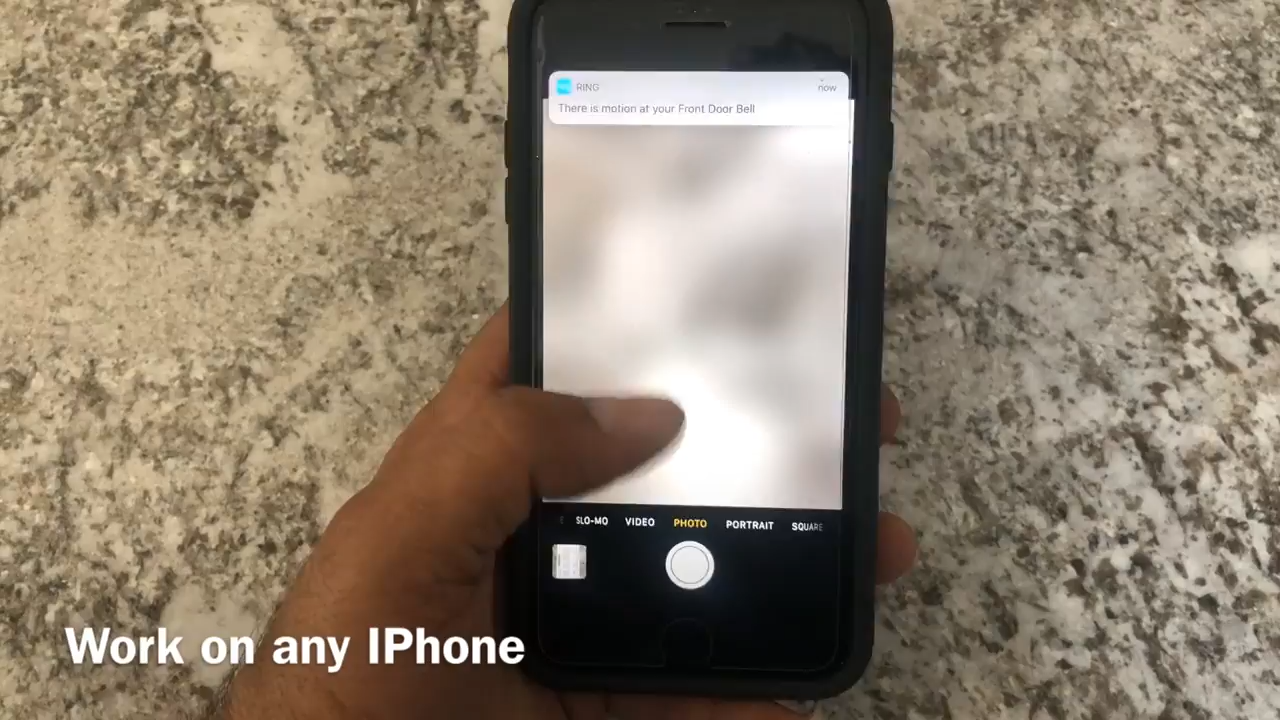 RING
now
There is motion at your Front Door Bell
SLO-MO VIDEO PHOTO PORTRAIT SQUARE
Work on any IPhone